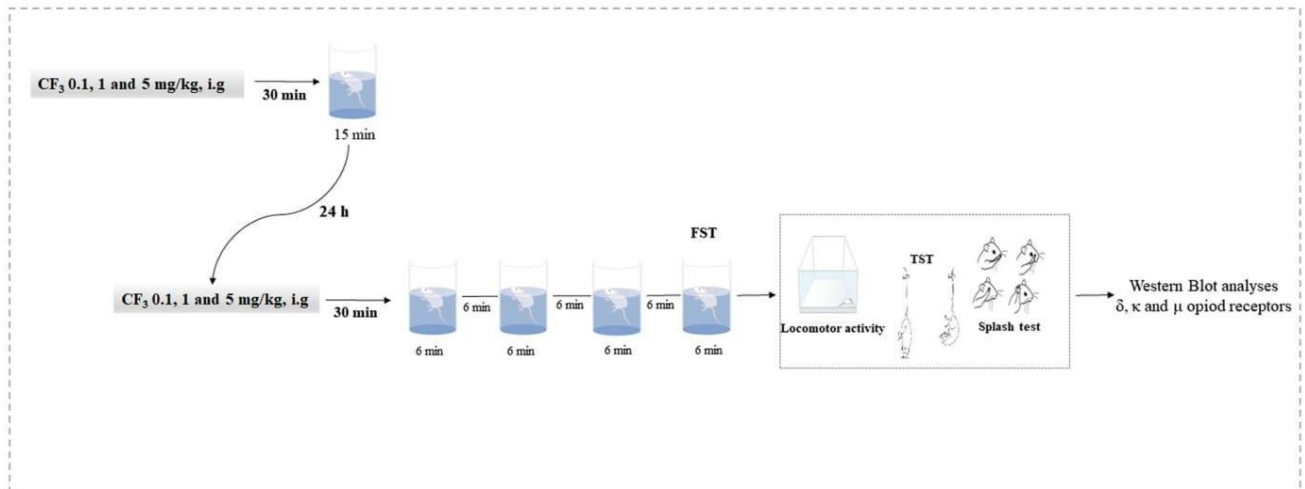 CF₃ 0.1, 1 and 5 mg/kg, i.g
30 min
15 min
24 h
CF₃ 0.1, 1 and 5 mg/kg, i.g
30 min
6 min
6 min
6 min
6 min
6 min
6 min
FST
6 min
Locomotor activity
TST
Splash test
Western Blot analyses
δ, κ and μ opiod receptors